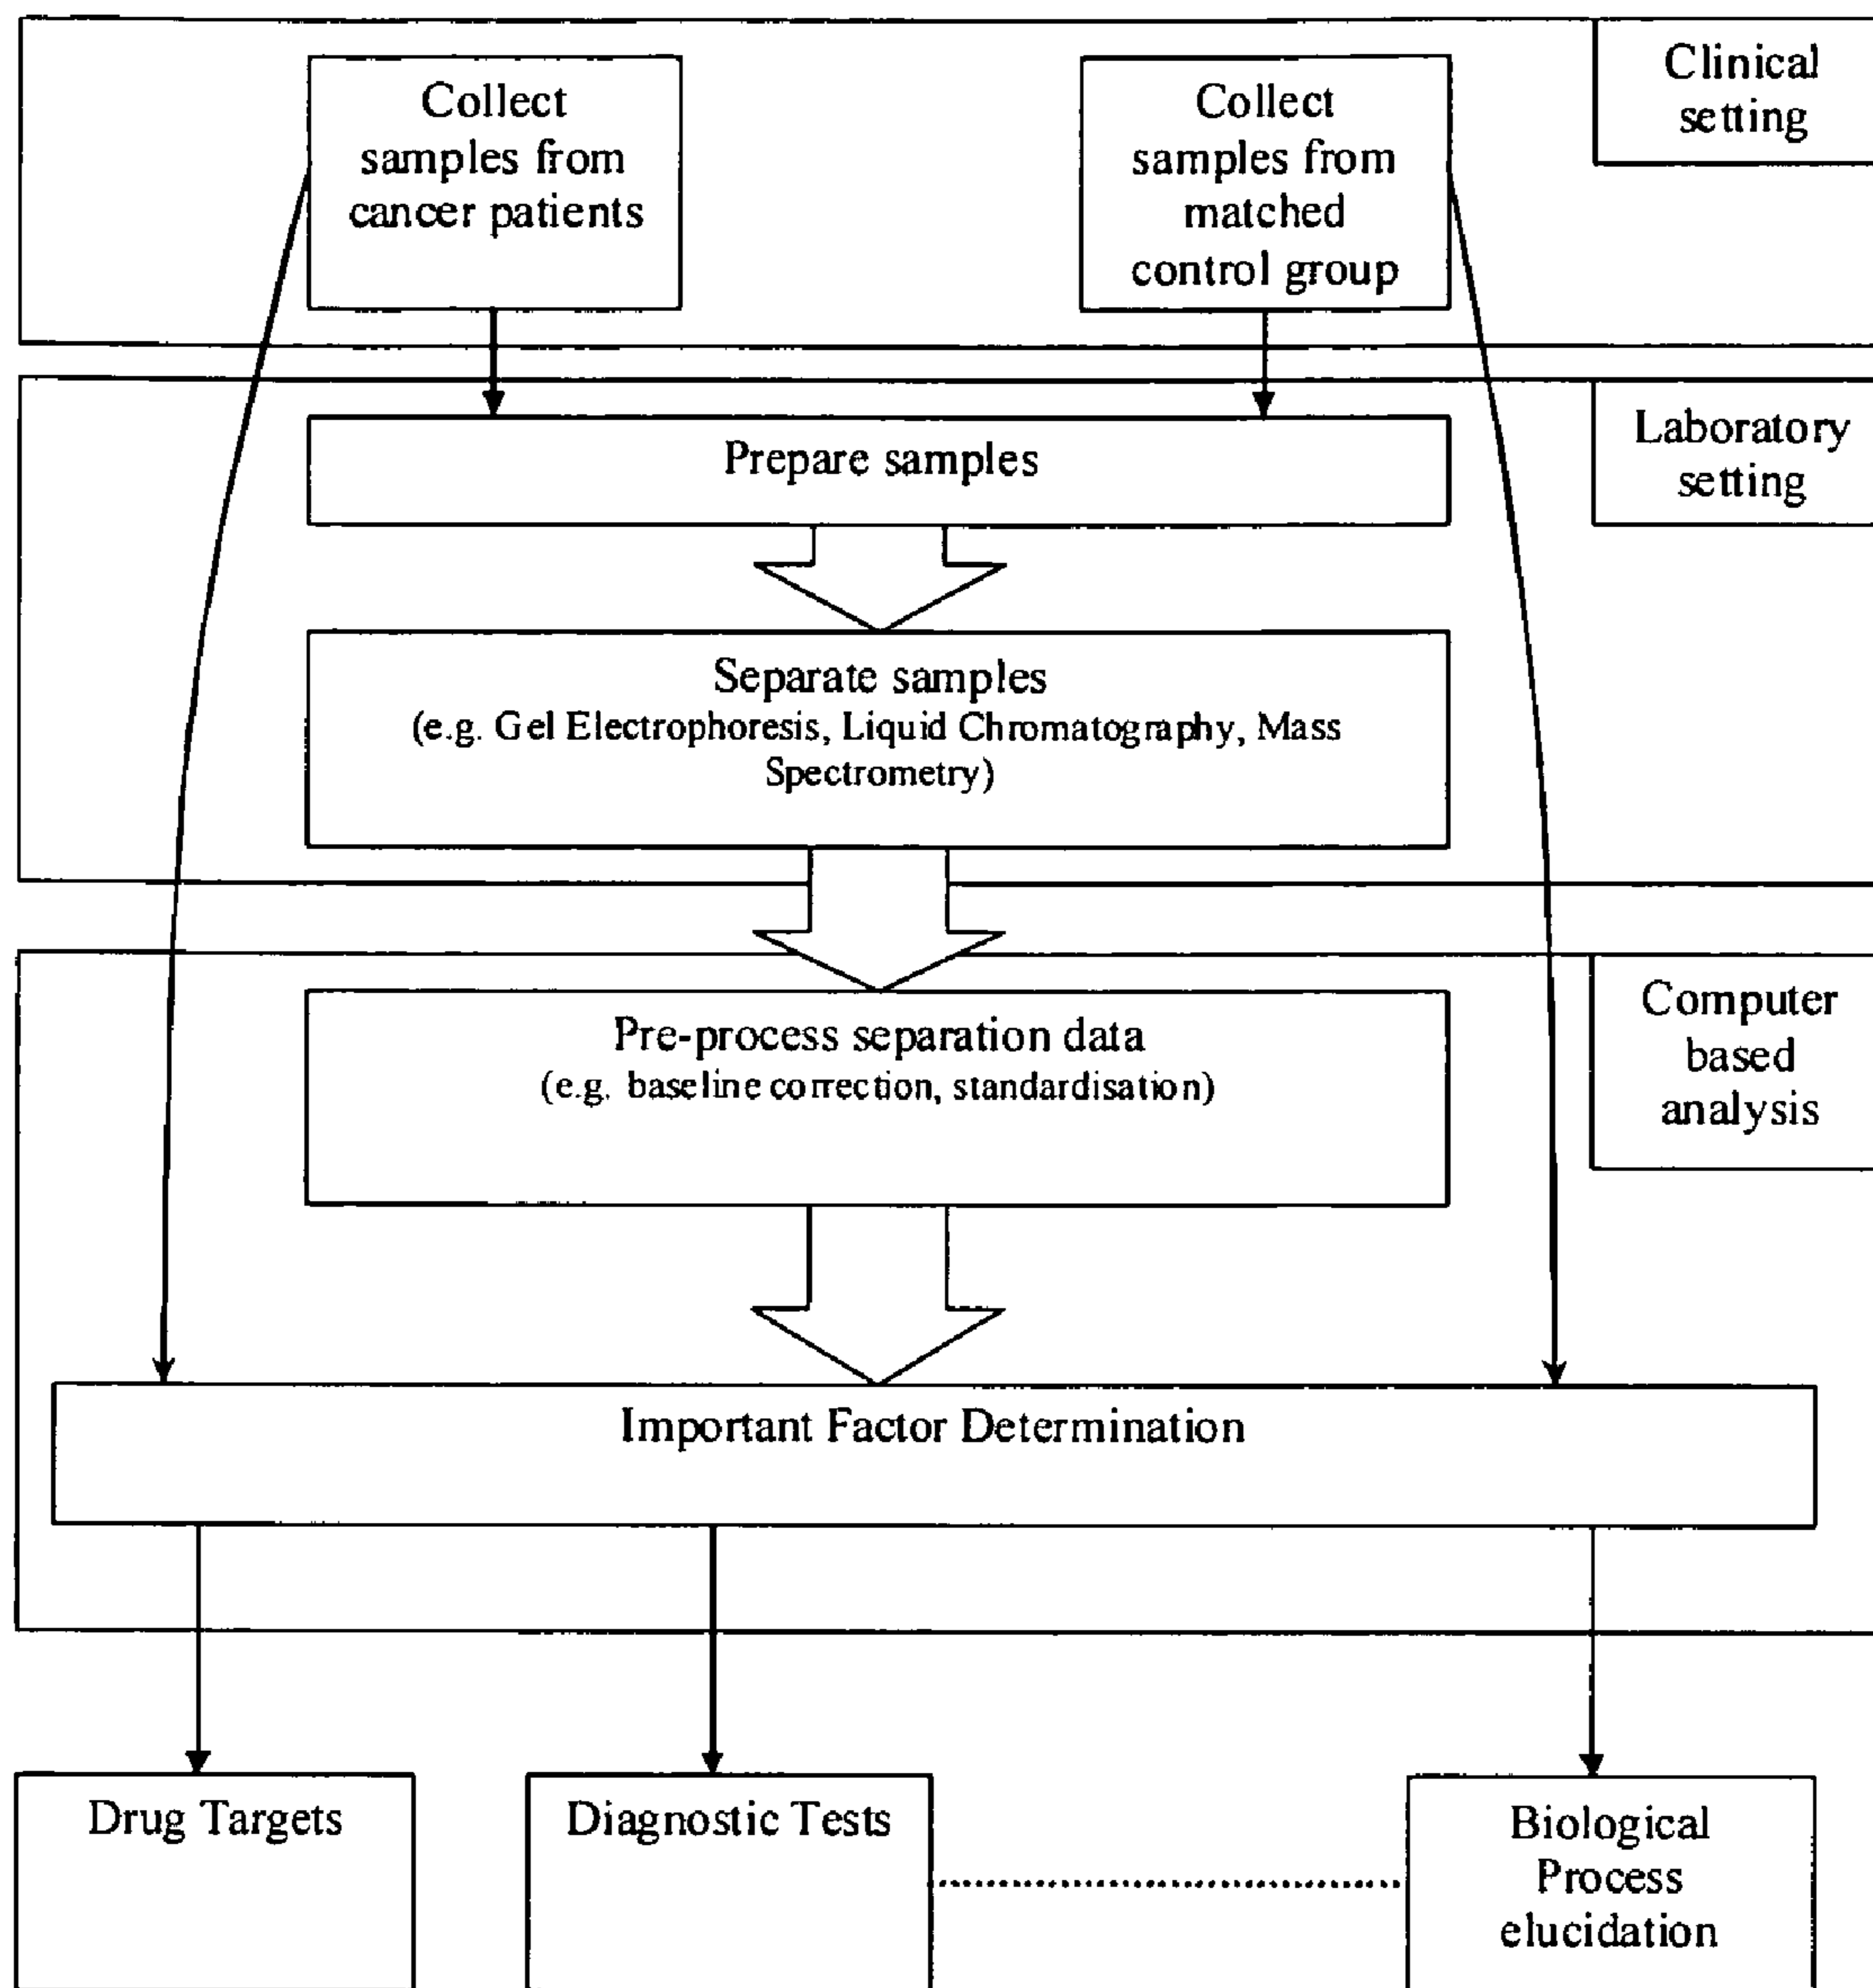 Collect
samples from
cancer patients
Collect
samples from
matched
control group
Clinical
setting
Prepare samples
Laboratory
setting
Separate samples
(e.g. Gel Electrophoresis, Liquid Chromatography, Mass
Spectrometry)
Pre-process separation data
(e.g. baseline correction, standardisation)
Computer
based
analysis
Important Factor Determination
Drug Targets
Diagnostic Tests
Biological
Process
elucidation